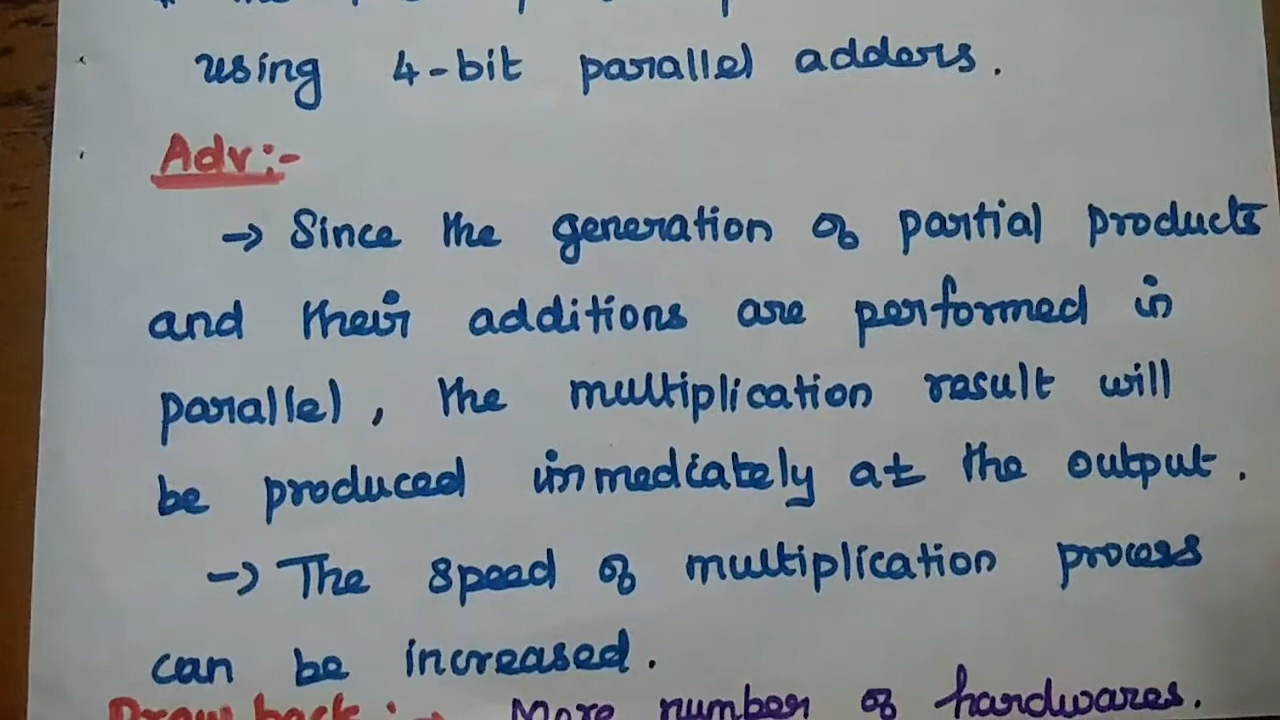 using 4-bit parallel adders.
Adv:-
→ Since the generation of partial products
and their additions are performed in
parallel, the multiplication result will
be produced immediately at the output.
→ The speed of multiplication process
can be increased.
Drawback:→ More number of hardwares.